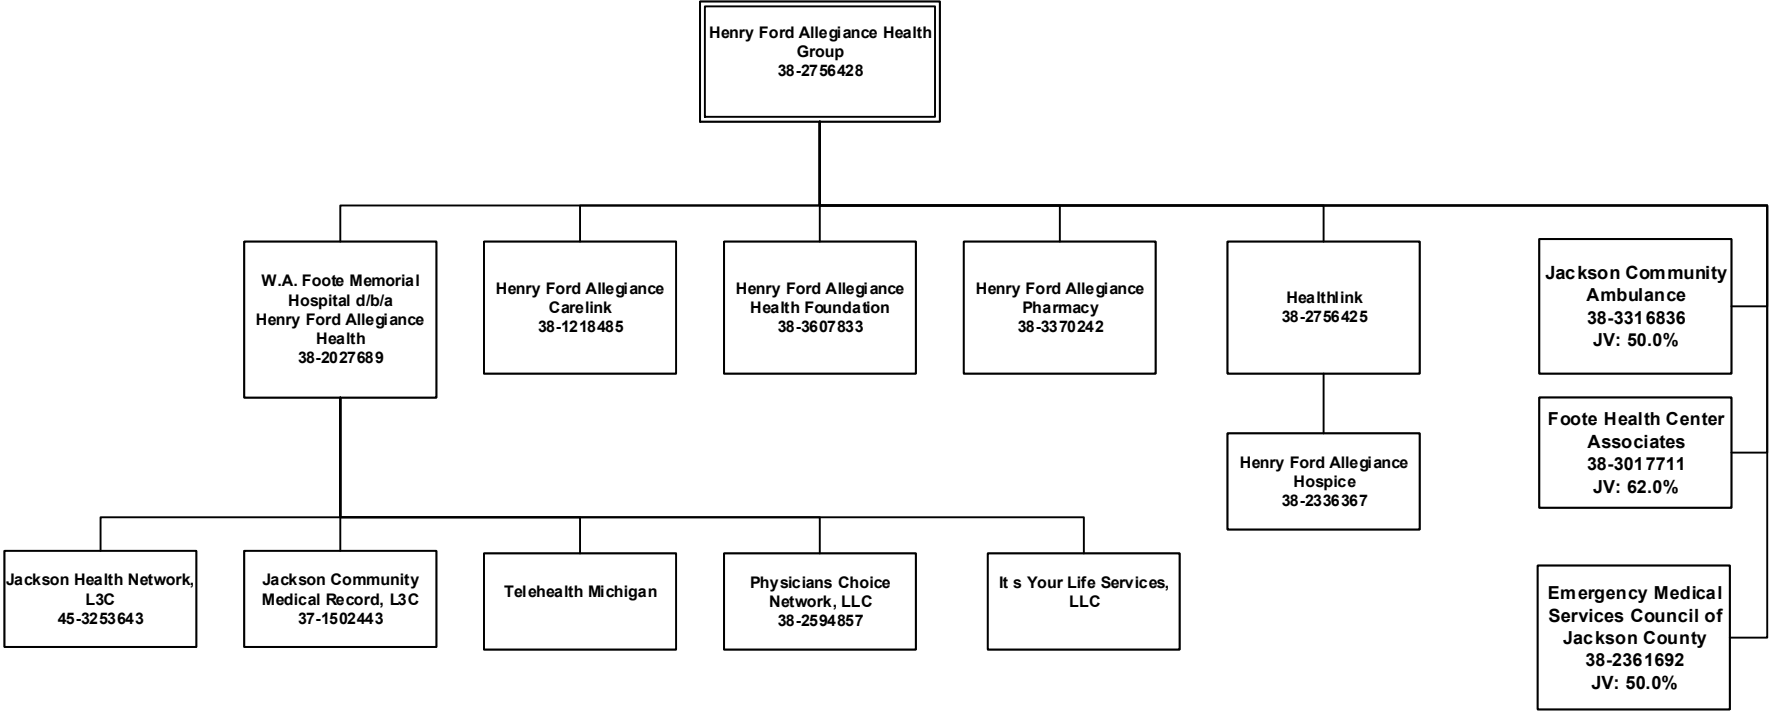 Henry Ford Allegiance Health
Group
38-2756428
W.A. Foote Memorial
Hospital d/b/a
Henry Ford Allegiance
Health
38-2027689
Henry Ford Allegiance
Carelink
38-1218485
Henry Ford Allegiance
Health Foundation
38-3607833
Henry Ford Allegiance
Pharmacy
38-3370242
Healthlink
38-2756425
Jackson Community
Ambulance
38-3316836
JV: 50.0%
Foote Health Center
Associates
38-3017711
JV: 62.0%
Henry Ford Allegiance
Hospice
38-2336367
Jackson Health Network,
L3C
45-3253643
Jackson Community
Medical Record, L3C
37-1502443
Telehealth Michigan
Physicians Choice
Network, LLC
38-2594857
It s Your Life Services,
LLC
Emergency Medical
Services Council of
Jackson County
38-2361692
JV: 50.0%